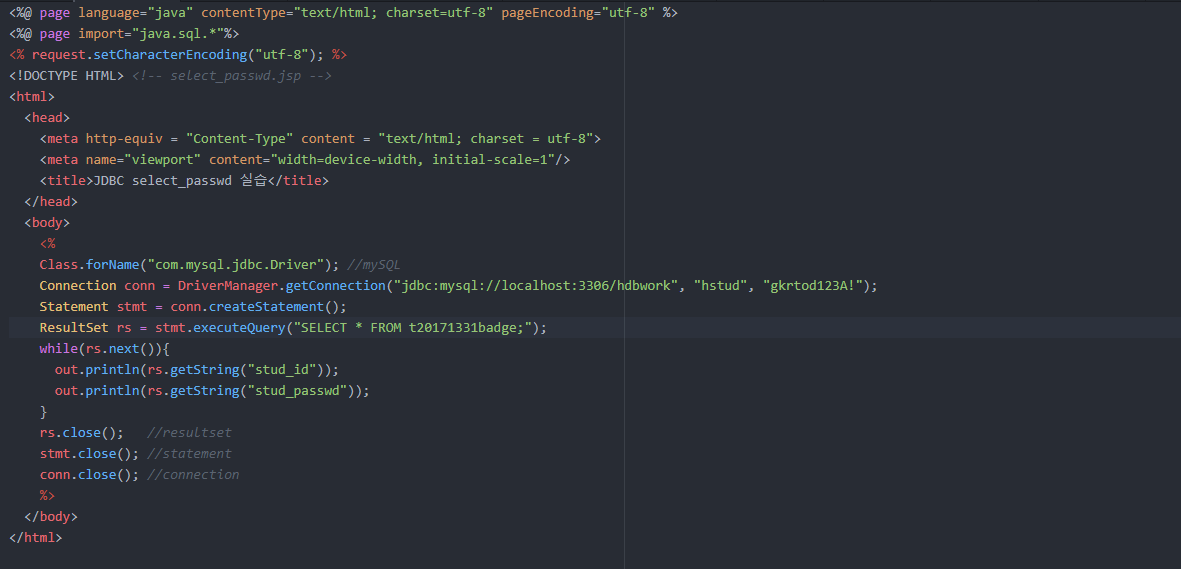 <%@ page language="java" contentType="text/html; charset=utf-8" pageEncoding="utf-8" %>
<%@ page import="java.sql.*"%>
<% request.setCharacterEncoding("utf-8"); %>
<!DOCTYPE HTML> <!-- select_passwd.jsp -->
<html>
  <head>
    <meta http-equiv = "Content-Type" content = "text/html; charset = utf-8">
    <meta name="viewport" content="width=device-width, initial-scale=1"/>
    <title>JDBC select_passwd 실습</title>
  </head>
  <body>
    <%
    Class.forName("com.mysql.jdbc.Driver"); //mySQL
    Connection conn = DriverManager.getConnection("jdbc:mysql://localhost:3306/hdbwork", "hstud", "gkrtod123A!");
    Statement stmt = conn.createStatement();
    ResultSet rs = stmt.executeQuery("SELECT * FROM t20171331badge;");
    while(rs.next()){
      out.println(rs.getString("stud_id"));
      out.println(rs.getString("stud_passwd"));
    }
    rs.close();   //resultset
    stmt.close(); //statement
    conn.close(); //connection
    %>
  </body>
</html>